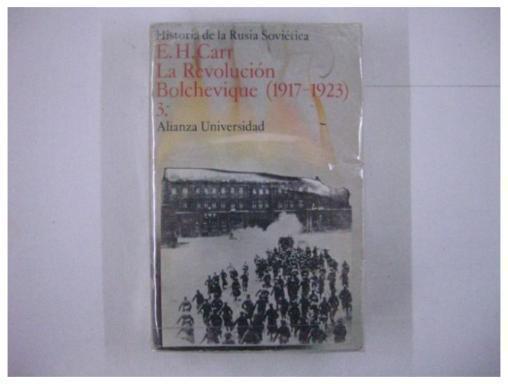 Historia de la Rusia Soviética
E. H. Carr
La Revolución
Bolchevique (1917-1923)
3.
Alianza Universidad